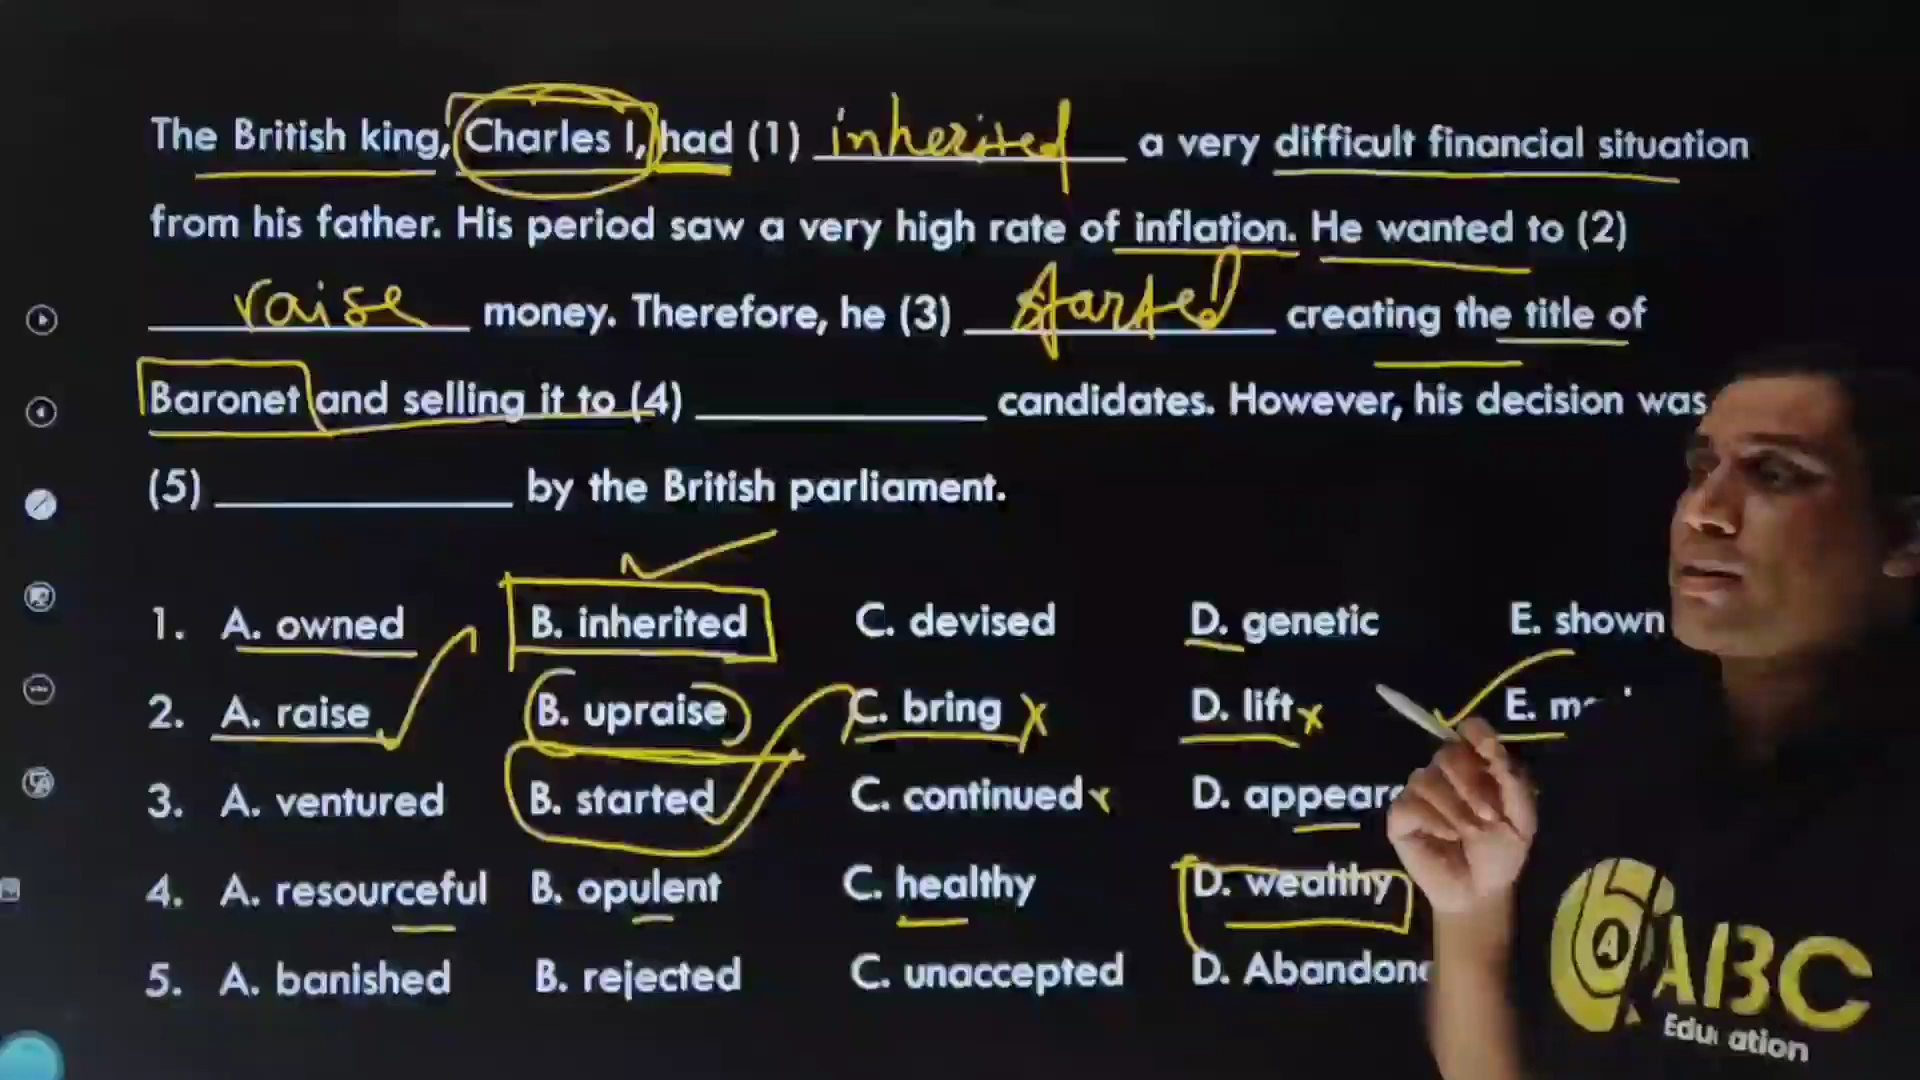 The British king, Charles I, had (1) inherited a very difficult financial situation
from his father. His period saw a very high rate of inflation. He wanted to (2)
raise money. Therefore, he (3) started creating the title of
Baronet and selling it to (4) ____________ candidates. However, his decision was
(5) ____________ by the British parliament.
1. A. owned B. inherited C. devised D. genetic E. shown
2. A. raise B. upraise C. bring x D. lift x E.
3. A. ventured B. started C. continued x D.
4. A. resourceful B. opulent C. healthy D. wealthy
5. A. banished B. rejected C. unaccepted D.
A ABC
Education